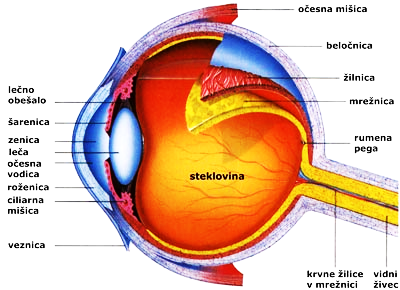 očesna mišica
beločnica
žilnica
mrežnica
rumena
pega
lečno
obešalo
šarenica
zenica
leča
očesna
vodica
roženica
ciliarna
mišica
veznica
steklovina
krvne žilice
v mrežnici
vidni
živec